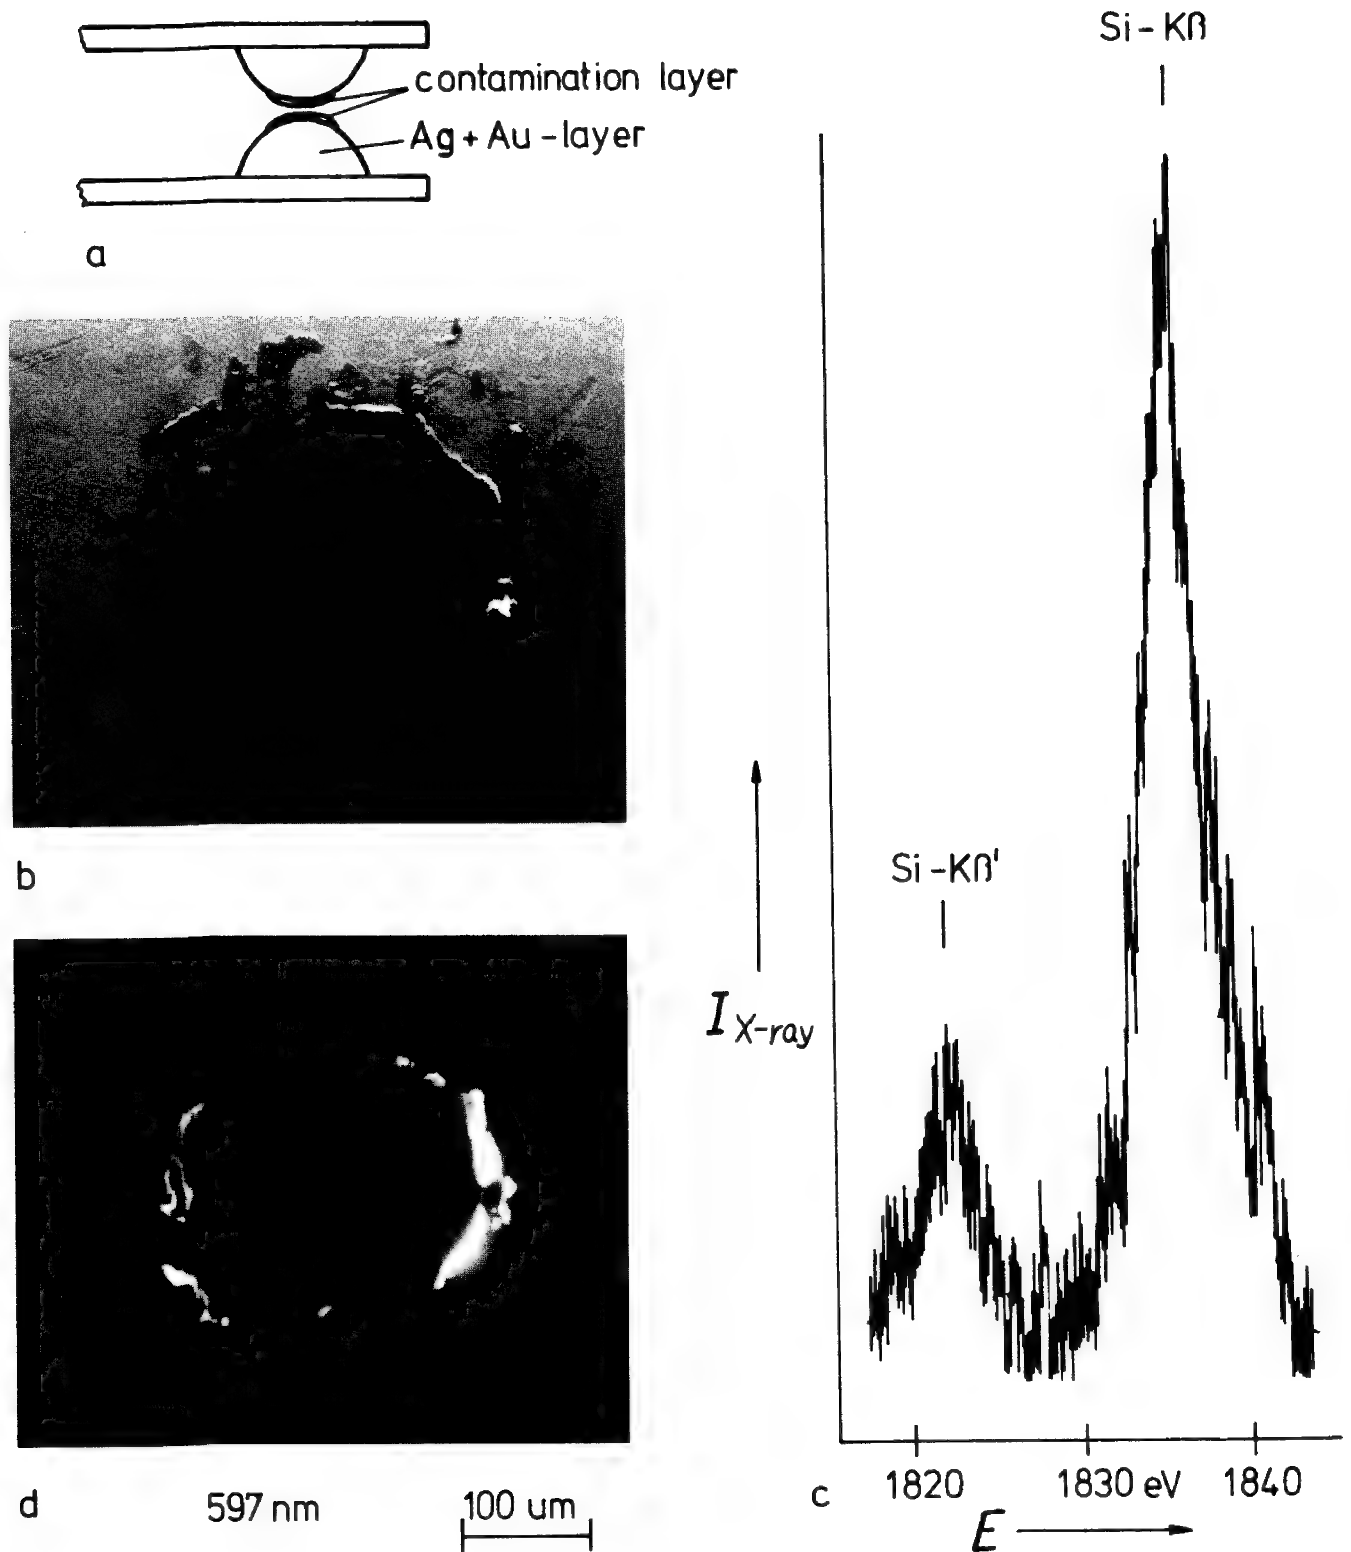 contamination layer
Ag + Au - layer
a
b
d
597 nm
100 um
Si - Kß
Si - Kß'
I X-ray
1820
1830 eV
1840
c
E